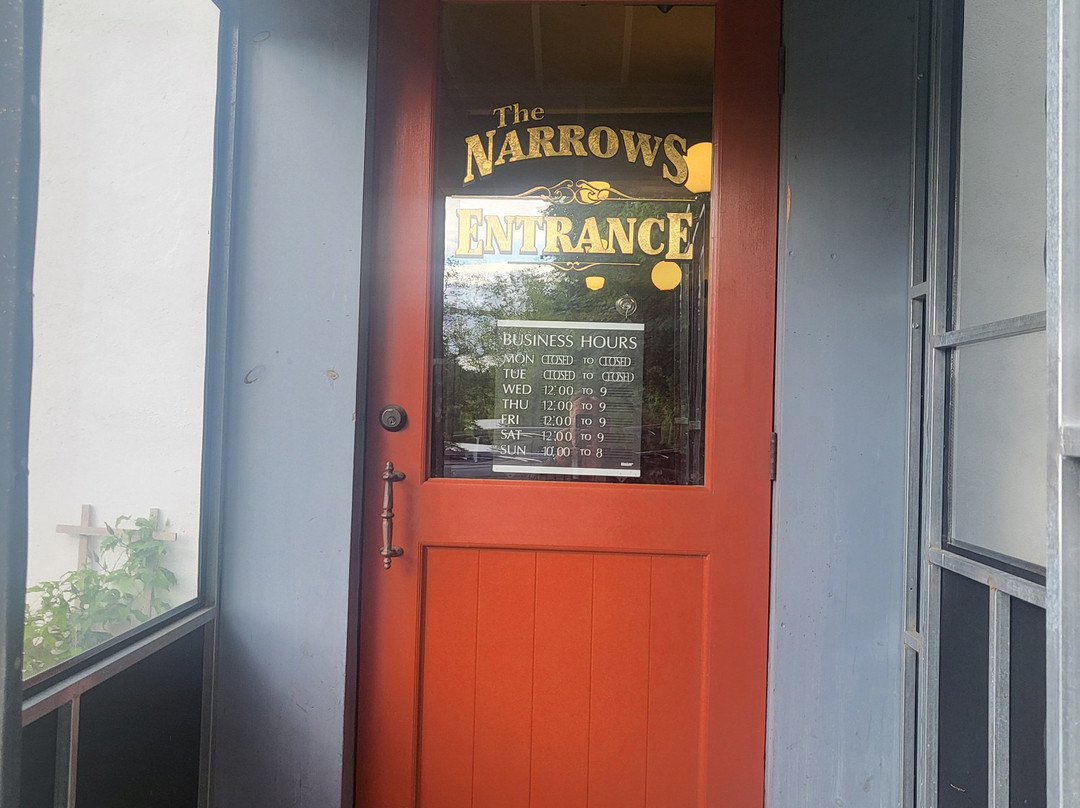 The
NARROWS
ENTRANCE
BUSINESS HOURS
MON CLOSED TO CLOSED
TUE CLOSED TO CLOSED
WED 12:00 TO 9
THU 12:00 TO 9
FRI 12:00 TO 9
SAT 12:00 TO 9
SUN 10:00 TO 8